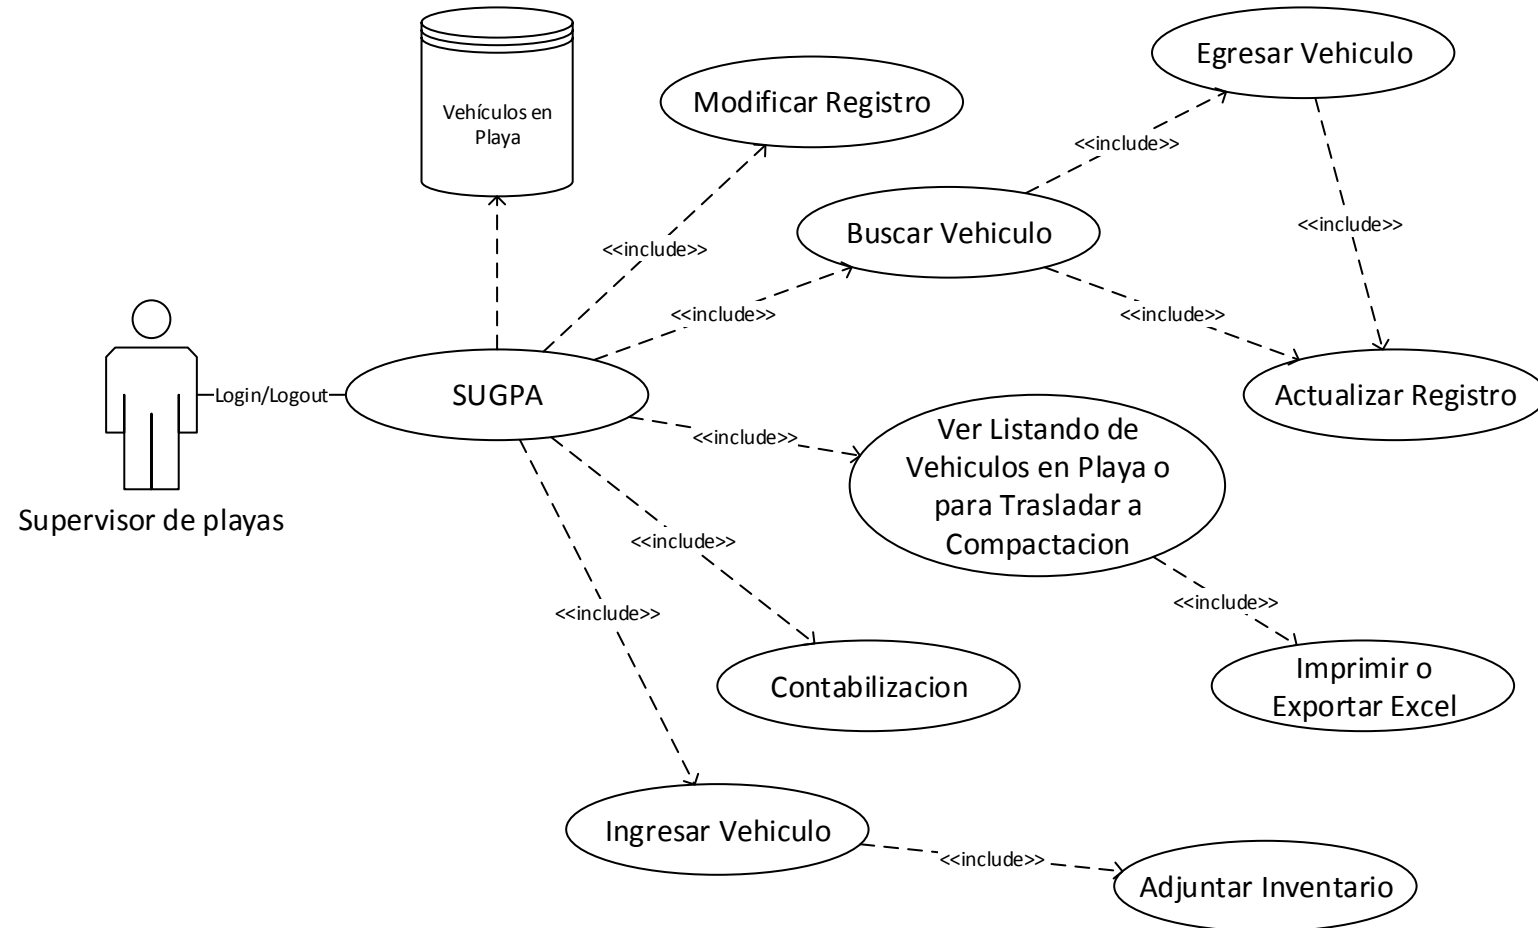 Vehículos en
Playa
Modificar Registro
Egresar Vehiculo
<<include>>
Buscar Vehiculo
<<include>>
<<include>>
<<include>>
<<include>>
Login/Logout
SUGPA
Actualizar Registro
<<include>>
Ver Listando de
Vehiculos en Playa o
para Trasladar a
Compactacion
Supervisor de playas
<<include>>
<<include>>
<<include>>
Contabilizacion
Imprimir o
Exportar Excel
Ingresar Vehiculo
<<include>>
Adjuntar Inventario